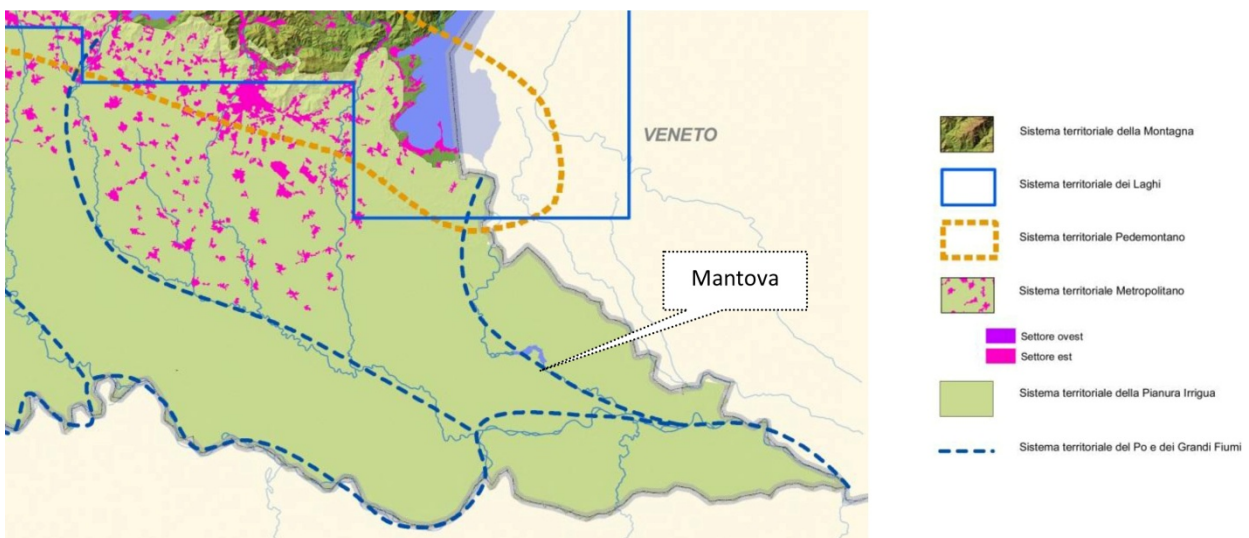 VENETO
Mantova
Sistema territoriale della Montagna
Sistema territoriale dei Laghi
Sistema territoriale Pedemontano
Sistema territoriale Metropolitano
Settore ovest
Settore est
Sistema territoriale della Pianura Irrigua
Sistema territoriale del Po e dei Grandi Fiumi